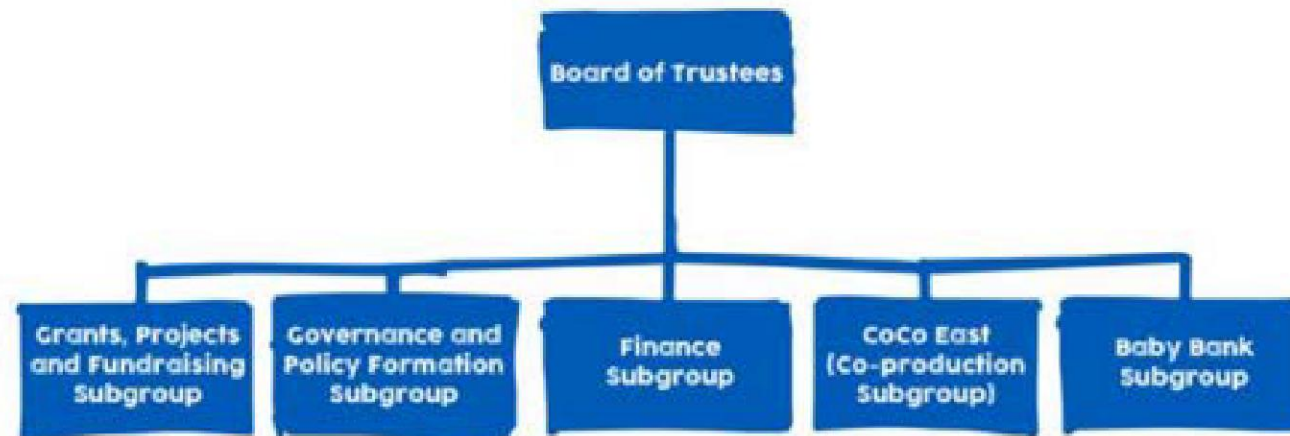 Board of Trustees
Grants, Projects
and Fundraising
Subgroup
Governance and
Policy Formation
Subgroup
Finance
Subgroup
CoCo East
(Co-production
Subgroup)
Baby Bank
Subgroup